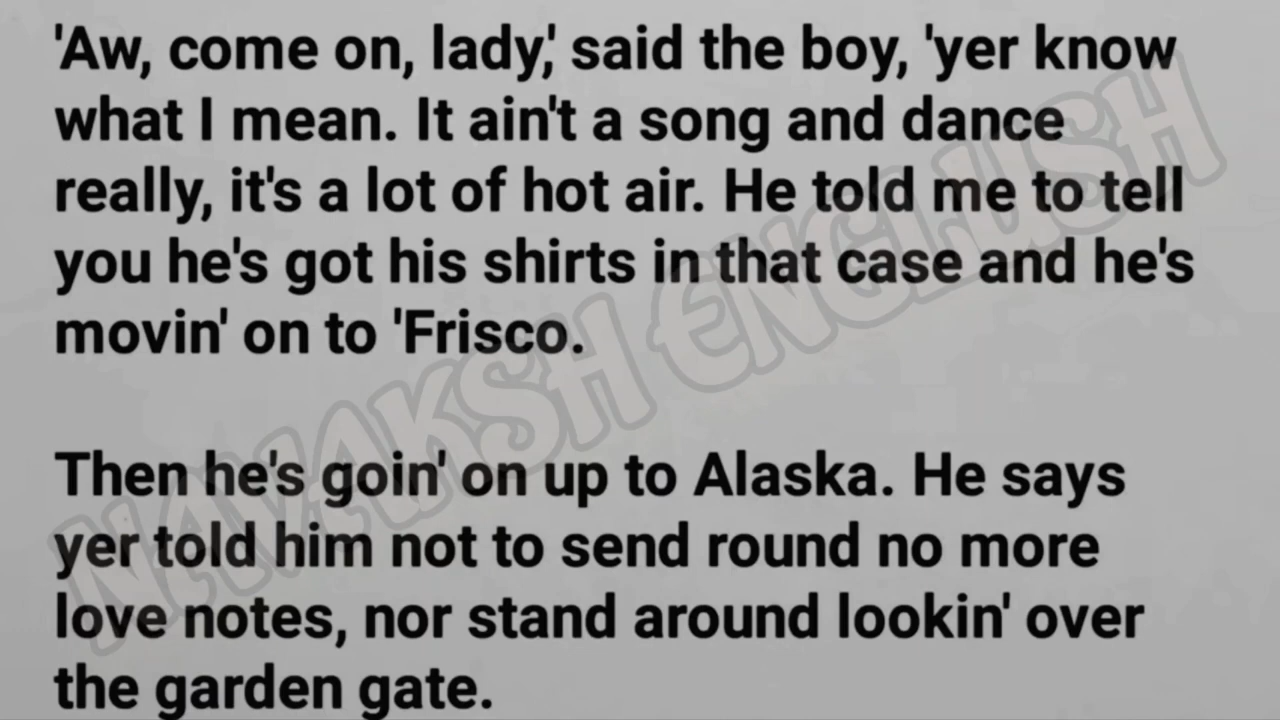 'Aw, come on, lady,' said the boy, 'yer know
what I mean. It ain't a song and dance
really, it's a lot of hot air. He told me to tell
you he's got his shirts in that case and he's
movin' on to 'Frisco.
Then he's goin' on up to Alaska. He says
yer told him not to send round no more
love notes, nor stand around lookin' over
the garden gate.
NAYAKSH ENGLUSH